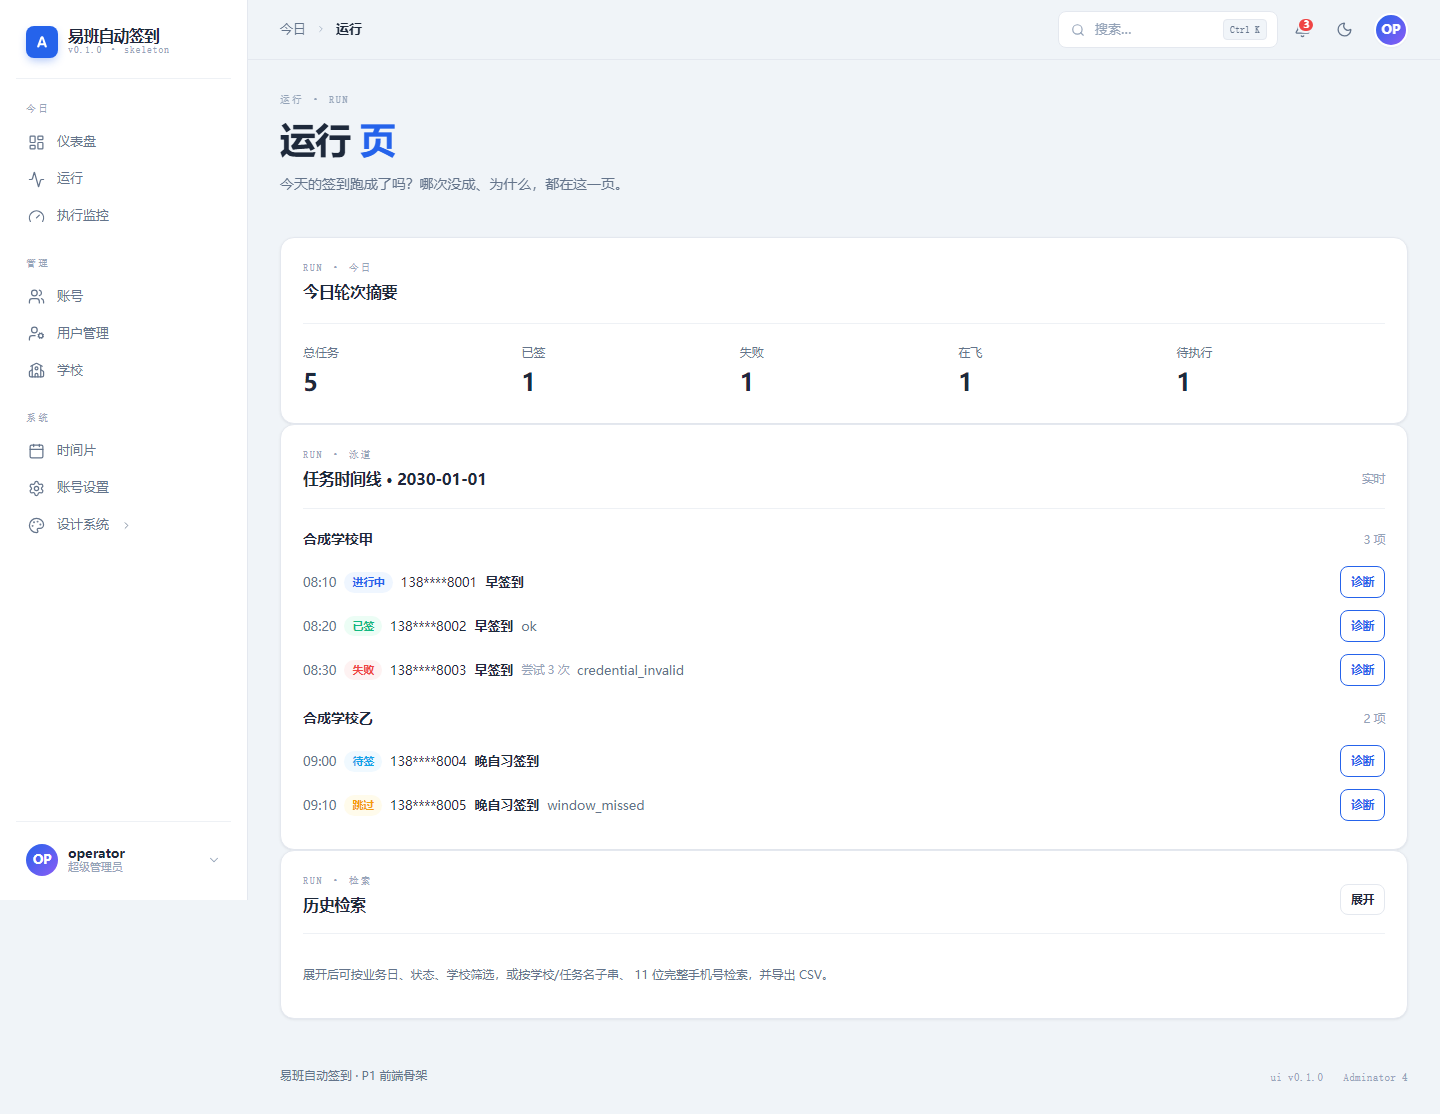 A
易班自动签到
v0.1.0 • skeleton
今日
仪表盘
运行
执行监控
管理
账号
用户管理
学校
系统
时间片
账号设置
设计系统
OP
operator
超级管理员
今日 › 运行
搜索...
Ctrl K
3
OP
运行 • RUN
运行 页
今天的签到跑成了吗？哪次没成、为什么，都在这一页。
RUN • 今日
今日轮次摘要
总任务 已签 失败 在飞 待执行
5 1 1 1 1
RUN • 泳道
任务时间线 • 2030-01-01
实时
合成学校甲 3 项
08:10 进行中 138****8001 早签到 诊断
08:20 已签 138****8002 早签到 ok 诊断
08:30 失败 138****8003 早签到 尝试 3 次 credential_invalid 诊断
合成学校乙 2 项
09:00 待签 138****8004 晚自习签到 诊断
09:10 跳过 138****8005 晚自习签到 window_missed 诊断
RUN • 检索
历史检索
展开
展开后可按业务日、状态、学校筛选，或按学校/任务名子串、 11 位完整手机号检索，并导出 CSV。
易班自动签到 · P1 前端骨架
ui v0.1.0 Adminator 4